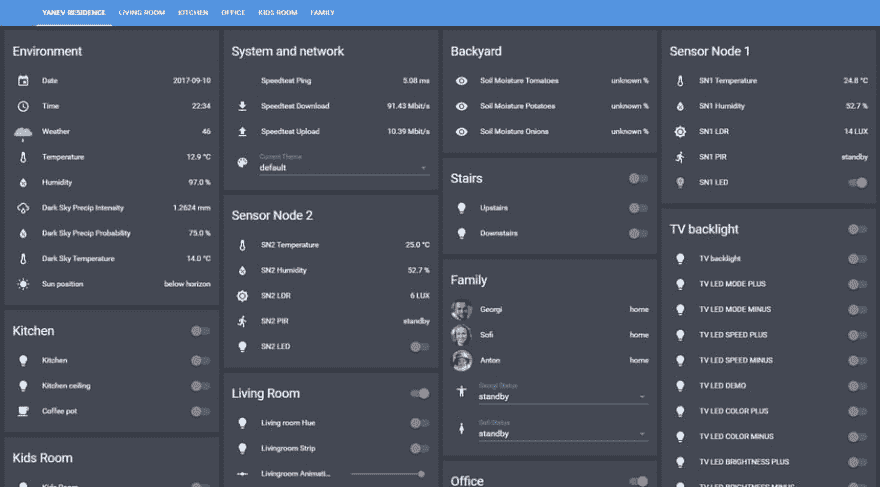 YANEV RESIDENCE LIVING ROOM KITCHEN OFFICE KIDS ROOM FAMILY
Environment
Date 2017-09-10
Time 22:34
Weather 46
Temperature 12.9 °C
Humidity 97.0 %
Dark Sky Precip Intensity 1.2624 mm
Dark Sky Precip Probability 75.0 %
Dark Sky Temperature 14.0 °C
Sun position below horizon
Kitchen
Kitchen
Kitchen ceiling
Coffee pot
Kids Room
Kids Room
System and network
Speedtest Ping 5.08 ms
Speedtest Download 91.43 Mbit/s
Speedtest Upload 10.39 Mbit/s
Current Theme
default
Sensor Node 2
SN2 Temperature 25.0 °C
SN2 Humidity 52.7 %
SN2 LDR 6 LUX
SN2 PIR standby
SN2 LED
Living Room
Living room Hue
Livingroom Strip
Livingroom Animati...
Backyard
Soil Moisture Tomatoes unknown %
Soil Moisture Potatoes unknown %
Soil Moisture Onions unknown %
Stairs
Upstairs
Downstairs
Family
Georgi home
Sofi home
Anton home
Georgi Status
standby
Sofi Status
standby
Office
Sensor Node 1
SN1 Temperature 24.8 °C
SN1 Humidity 52.7 %
SN1 LDR 14 LUX
SN1 PIR standby
SN1 LED
TV backlight
TV backlight
TV LED MODE PLUS
TV LED MODE MINUS
TV LED SPEED PLUS
TV LED SPEED MINUS
TV LED DEMO
TV LED COLOR PLUS
TV LED COLOR MINUS
TV LED BRIGHTNESS PLUS
TV LED BRIGHTNESS MINUS